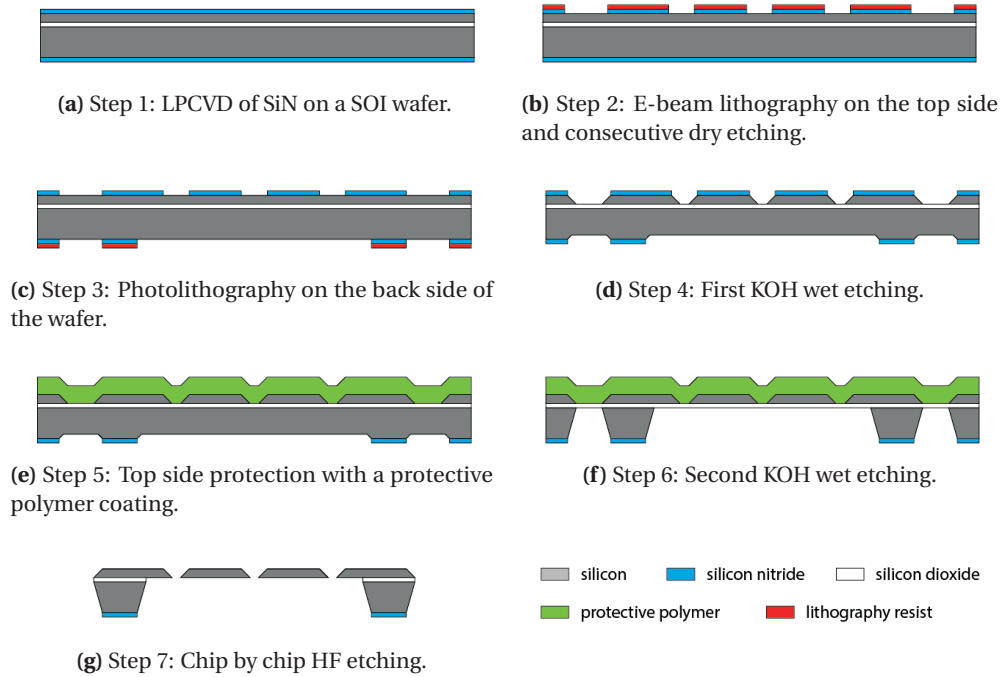 (a) Step 1: LPCVD of SiN on a SOI wafer.
(b) Step 2: E-beam lithography on the top side
and consecutive dry etching.
(c) Step 3: Photolithography on the back side of
the wafer.
(d) Step 4: First KOH wet etching.
(e) Step 5: Top side protection with a protective
polymer coating.
(f) Step 6: Second KOH wet etching.
silicon silicon nitride silicon dioxide
protective polymer lithography resist
(g) Step 7: Chip by chip HF etching.